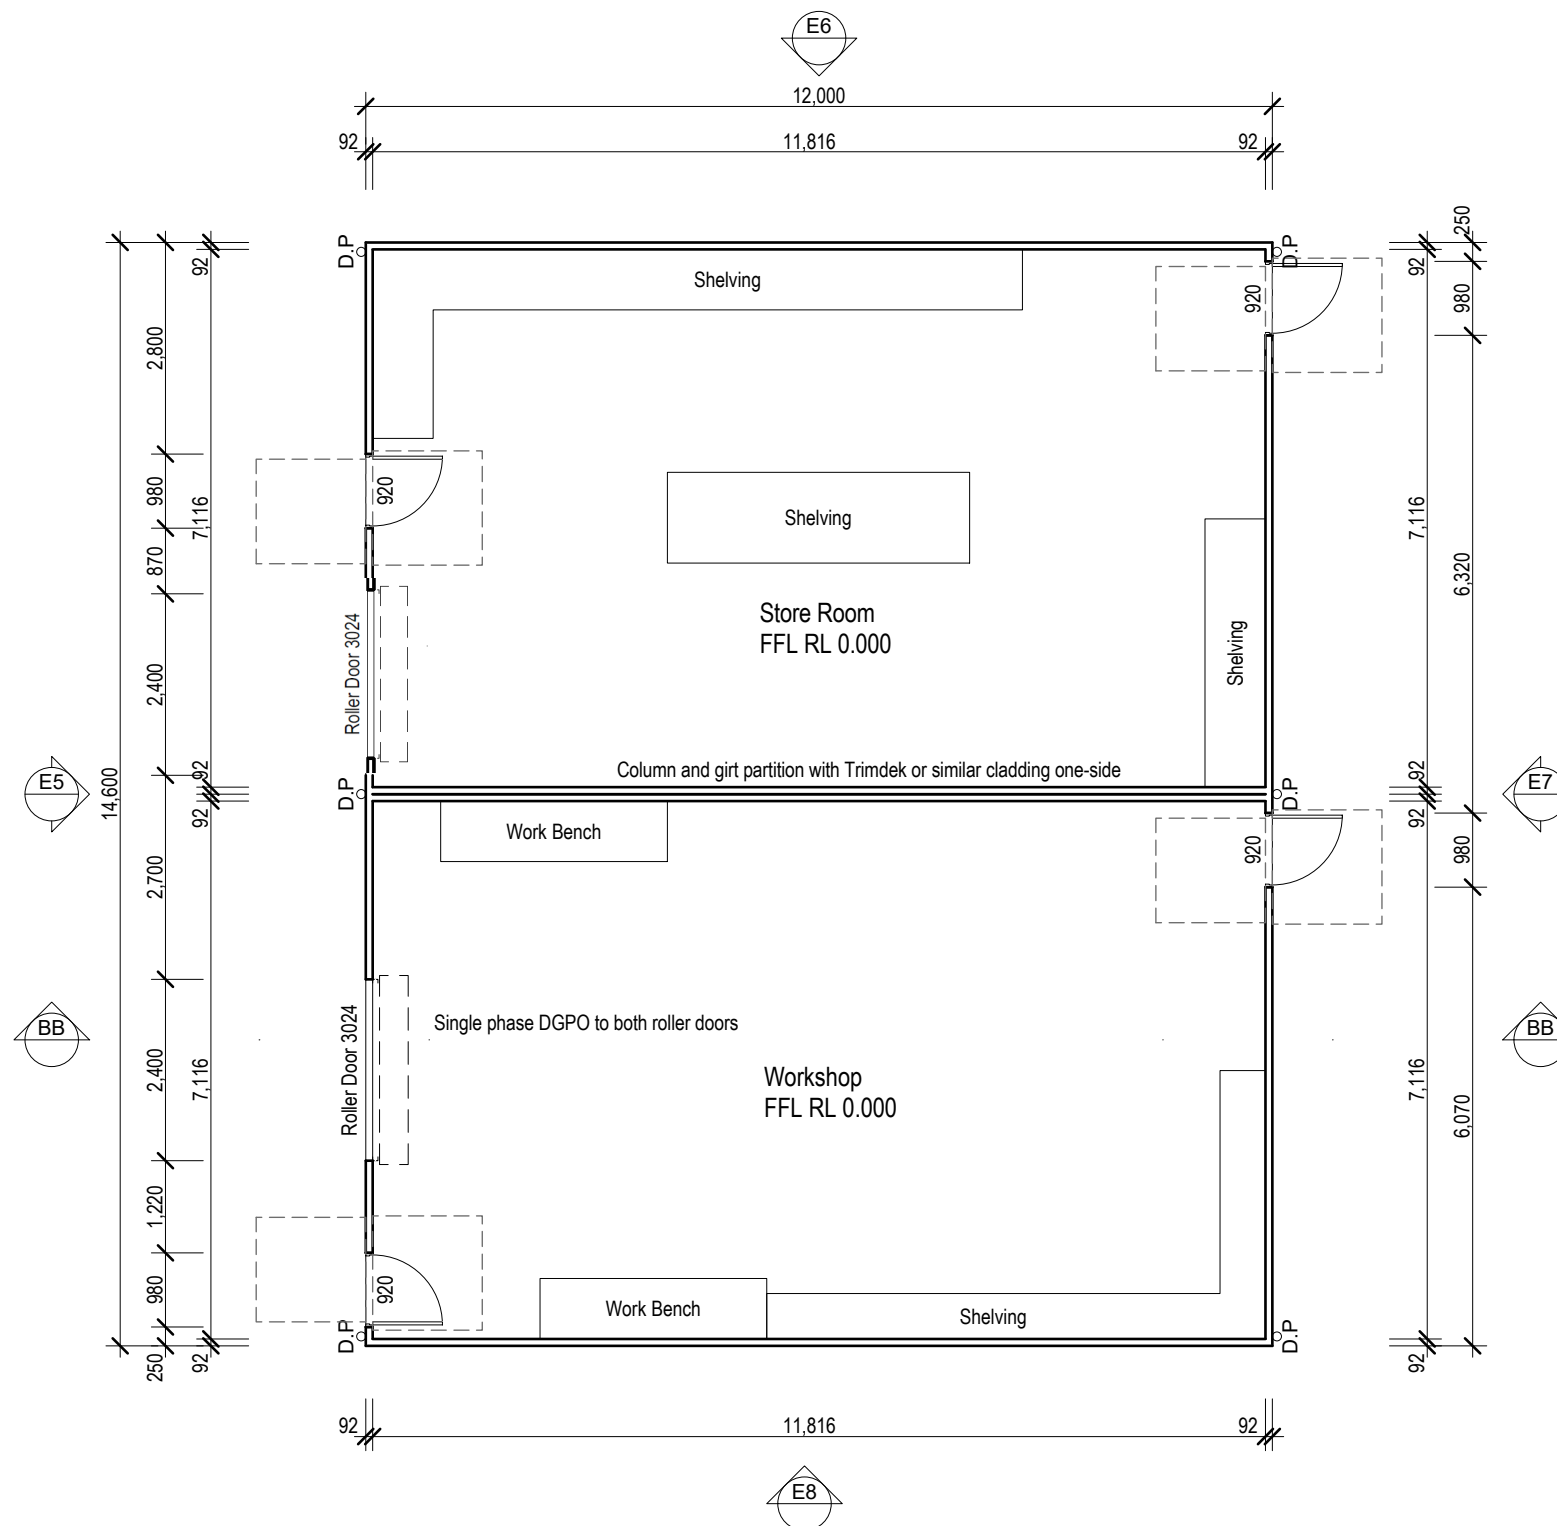 E6
12,000
92
11,816
92
D.P
D.P
250
92
92
Shelving
920
980
2,800
980
7,116
920
Shelving
7,116
6,320
870
Store Room
FFL RL 0.000
Shelving
Roller Door 3024
2,400
E5
14,600
92
D.P
Column and girt partition with Trimdek or similar cladding one-side
D.P
92
E7
92
Work Bench
920
92
980
2,700
BB
Roller Door 3024
Single phase DGPO to both roller doors
BB
2,400
7,116
Workshop
FFL RL 0.000
7,116
6,070
1,220
980
920
Work Bench
Shelving
D.P
D.P
250
92
92
92
11,816
92
E8